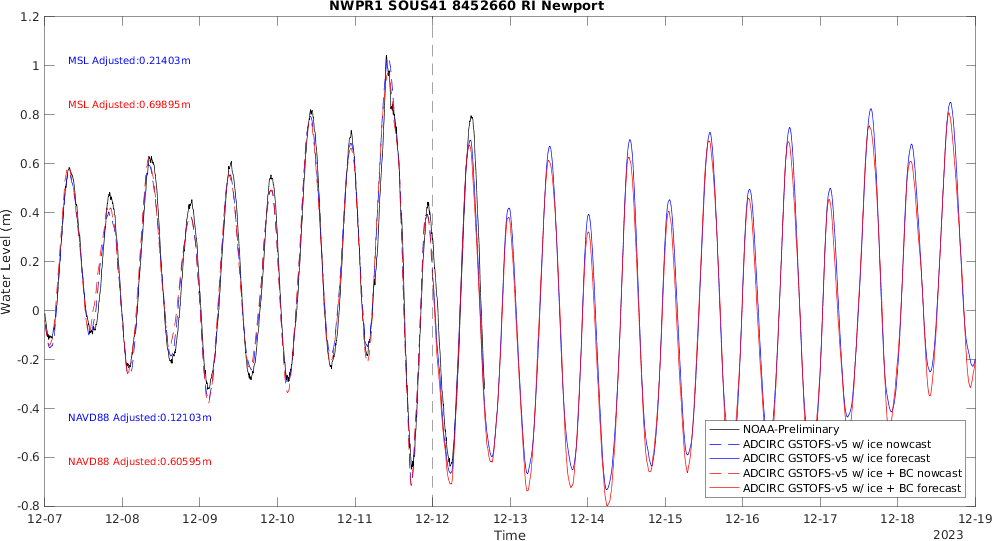 NWPR1 SOUS41 8452660 RI Newport
1.2
1
0.8
0.6
0.4
0.2
0
-0.2
-0.4
-0.6
-0.8
Water Level (m)
MSL Adjusted:0.21403m
MSL Adjusted:0.69895m
NAVD88 Adjusted:0.12103m
NAVD88 Adjusted:0.60595m
NOAA-Preliminary
ADCIRC GSTOFS-v5 w/ ice nowcast
ADCIRC GSTOFS-v5 w/ ice forecast
ADCIRC GSTOFS-v5 w/ ice + BC nowcast
ADCIRC GSTOFS-v5 w/ ice + BC forecast
12-07 12-08 12-09 12-10 12-11 12-12 12-13 12-14 12-15 12-16 12-17 12-18 12-19
Time
2023